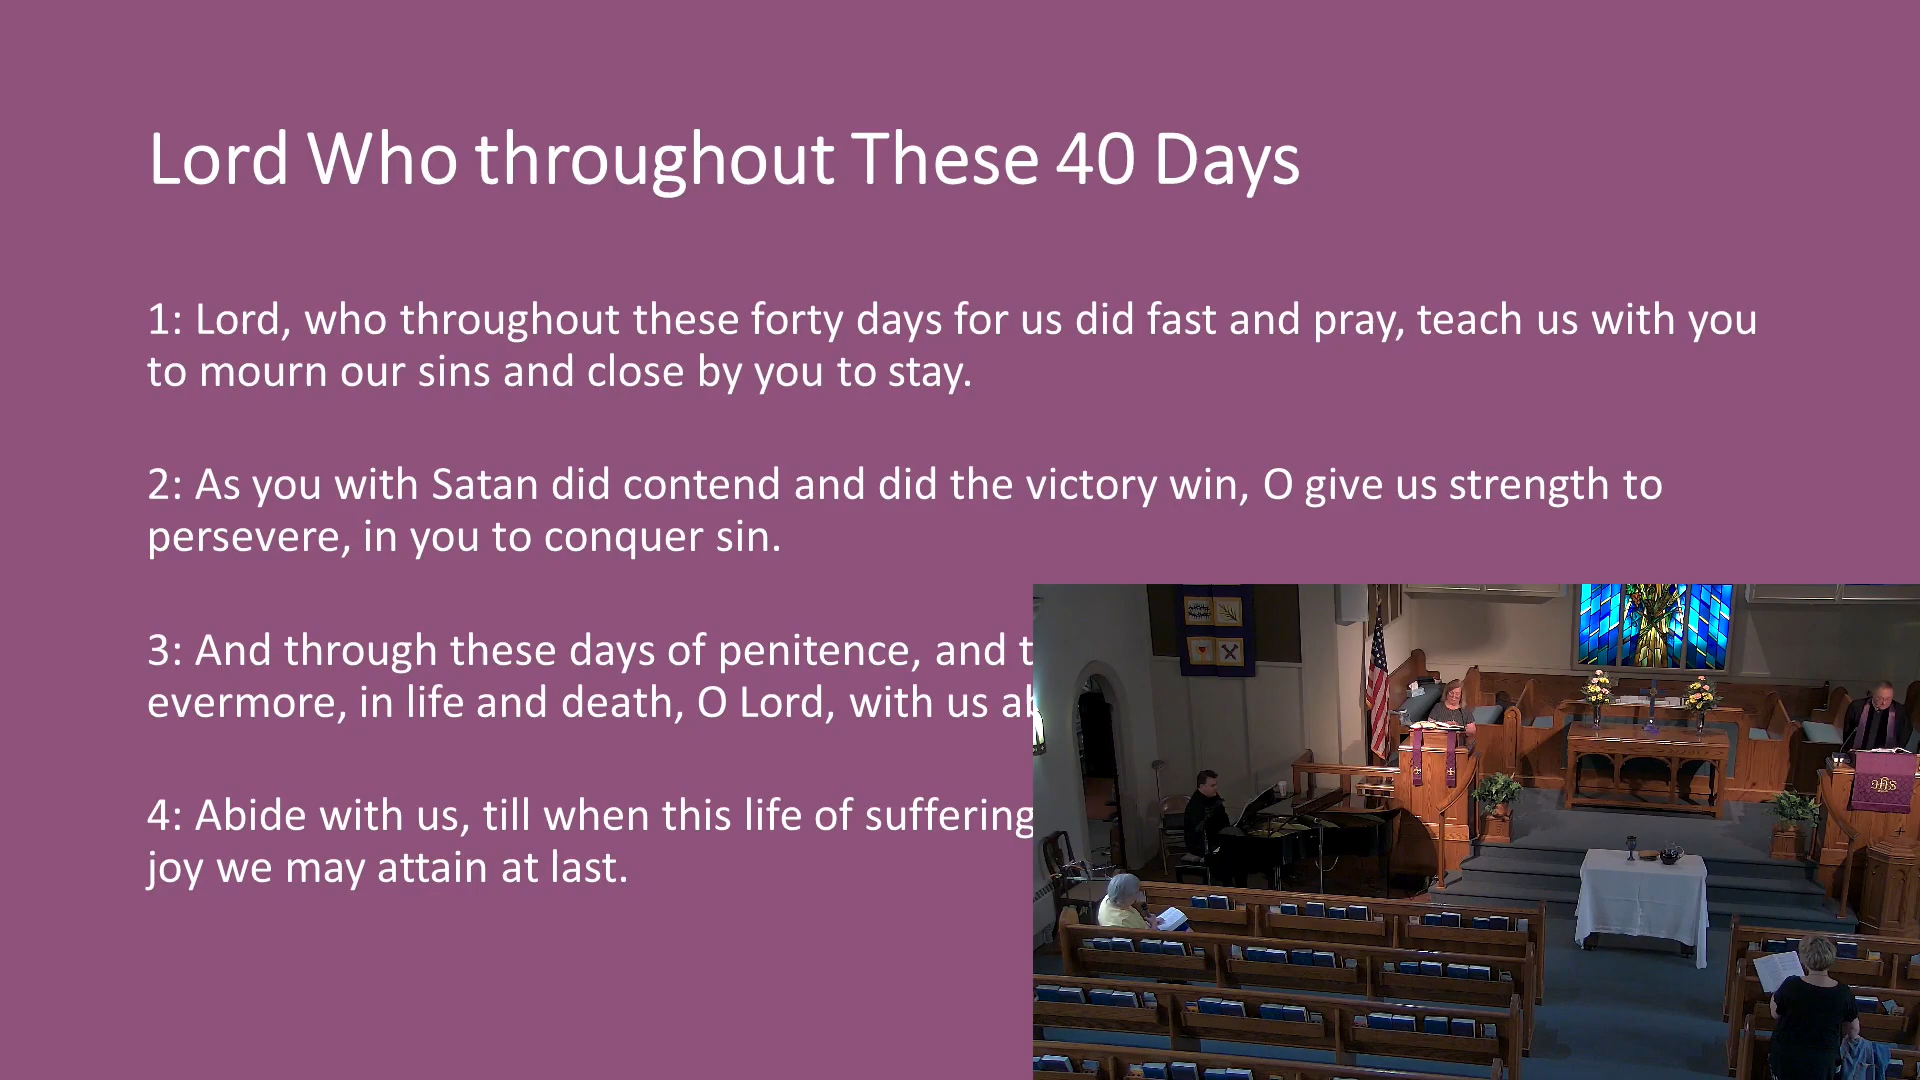 Lord Who throughout These 40 Days
1: Lord, who throughout these forty days for us did fast and pray, teach us with you
to mourn our sins and close by you to stay.
2: As you with Satan did contend and did the victory win, O give us strength to
persevere, in you to conquer sin.
3: And through these days of penitence, and
evermore, in life and death, O Lord, with us
4: Abide with us, till when this life of suffering
joy we may attain at last.